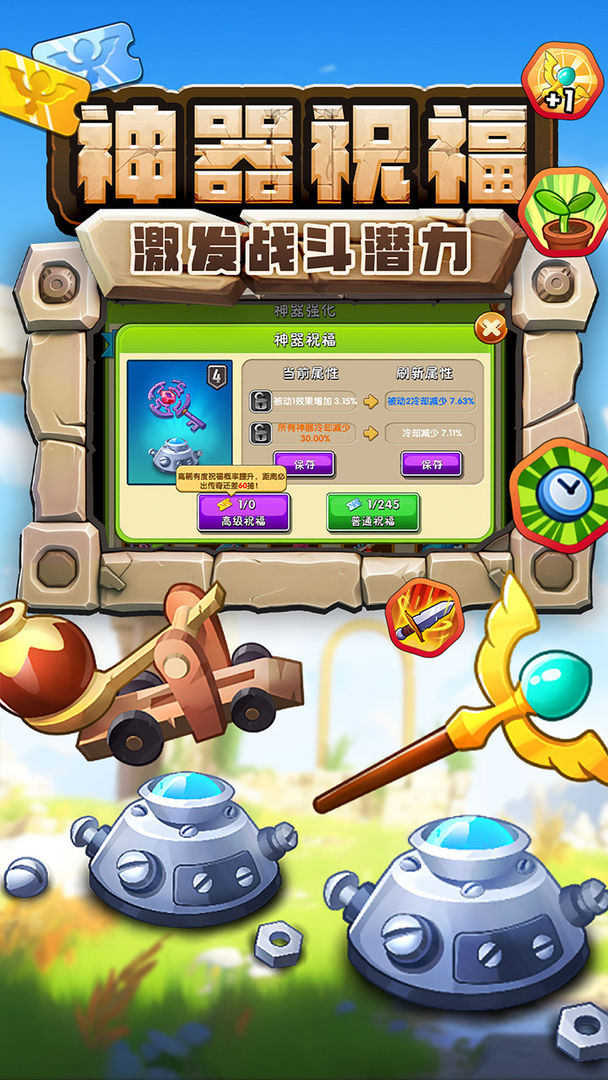 +1
神器祝福
激发战斗潜力
神器强化
神器祝福
4
当前属性
刷新属性
被动1效果增加 3.15%
被动2冷却减少 7.63%
所有神器冷却减少
30.00%
冷却减少 7.11%
保存
保存
高稀有度祝福概率提升，距离必
出传奇还差60抽！
1/0
高级祝福
1/245
普通祝福